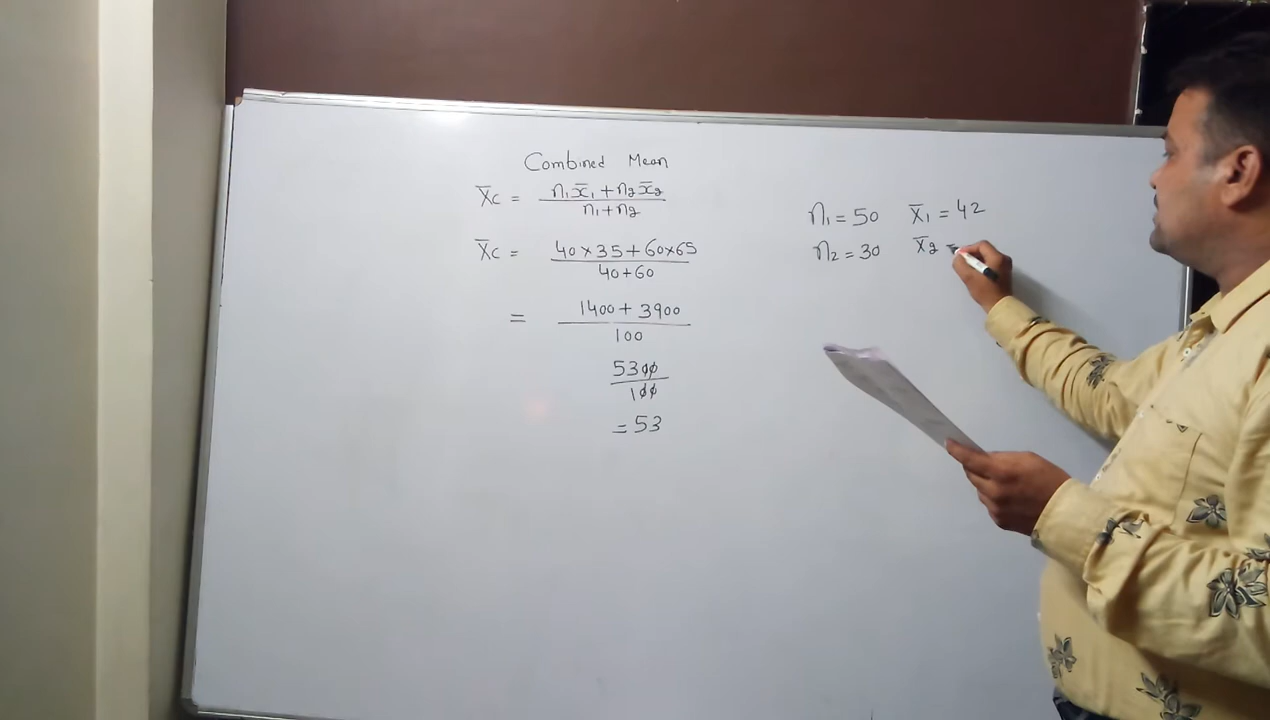 Combined Mean
X̄c = n₁x̄₁ + n₂x̄₂ / n₁ + n₂
X̄c = 40 × 35 + 60 × 65 / 40 + 60
= 1400 + 3900 / 100
5300 / 100
= 53
n₁ = 50 x̄₁ = 42
n₂ = 30 x̄₂ =